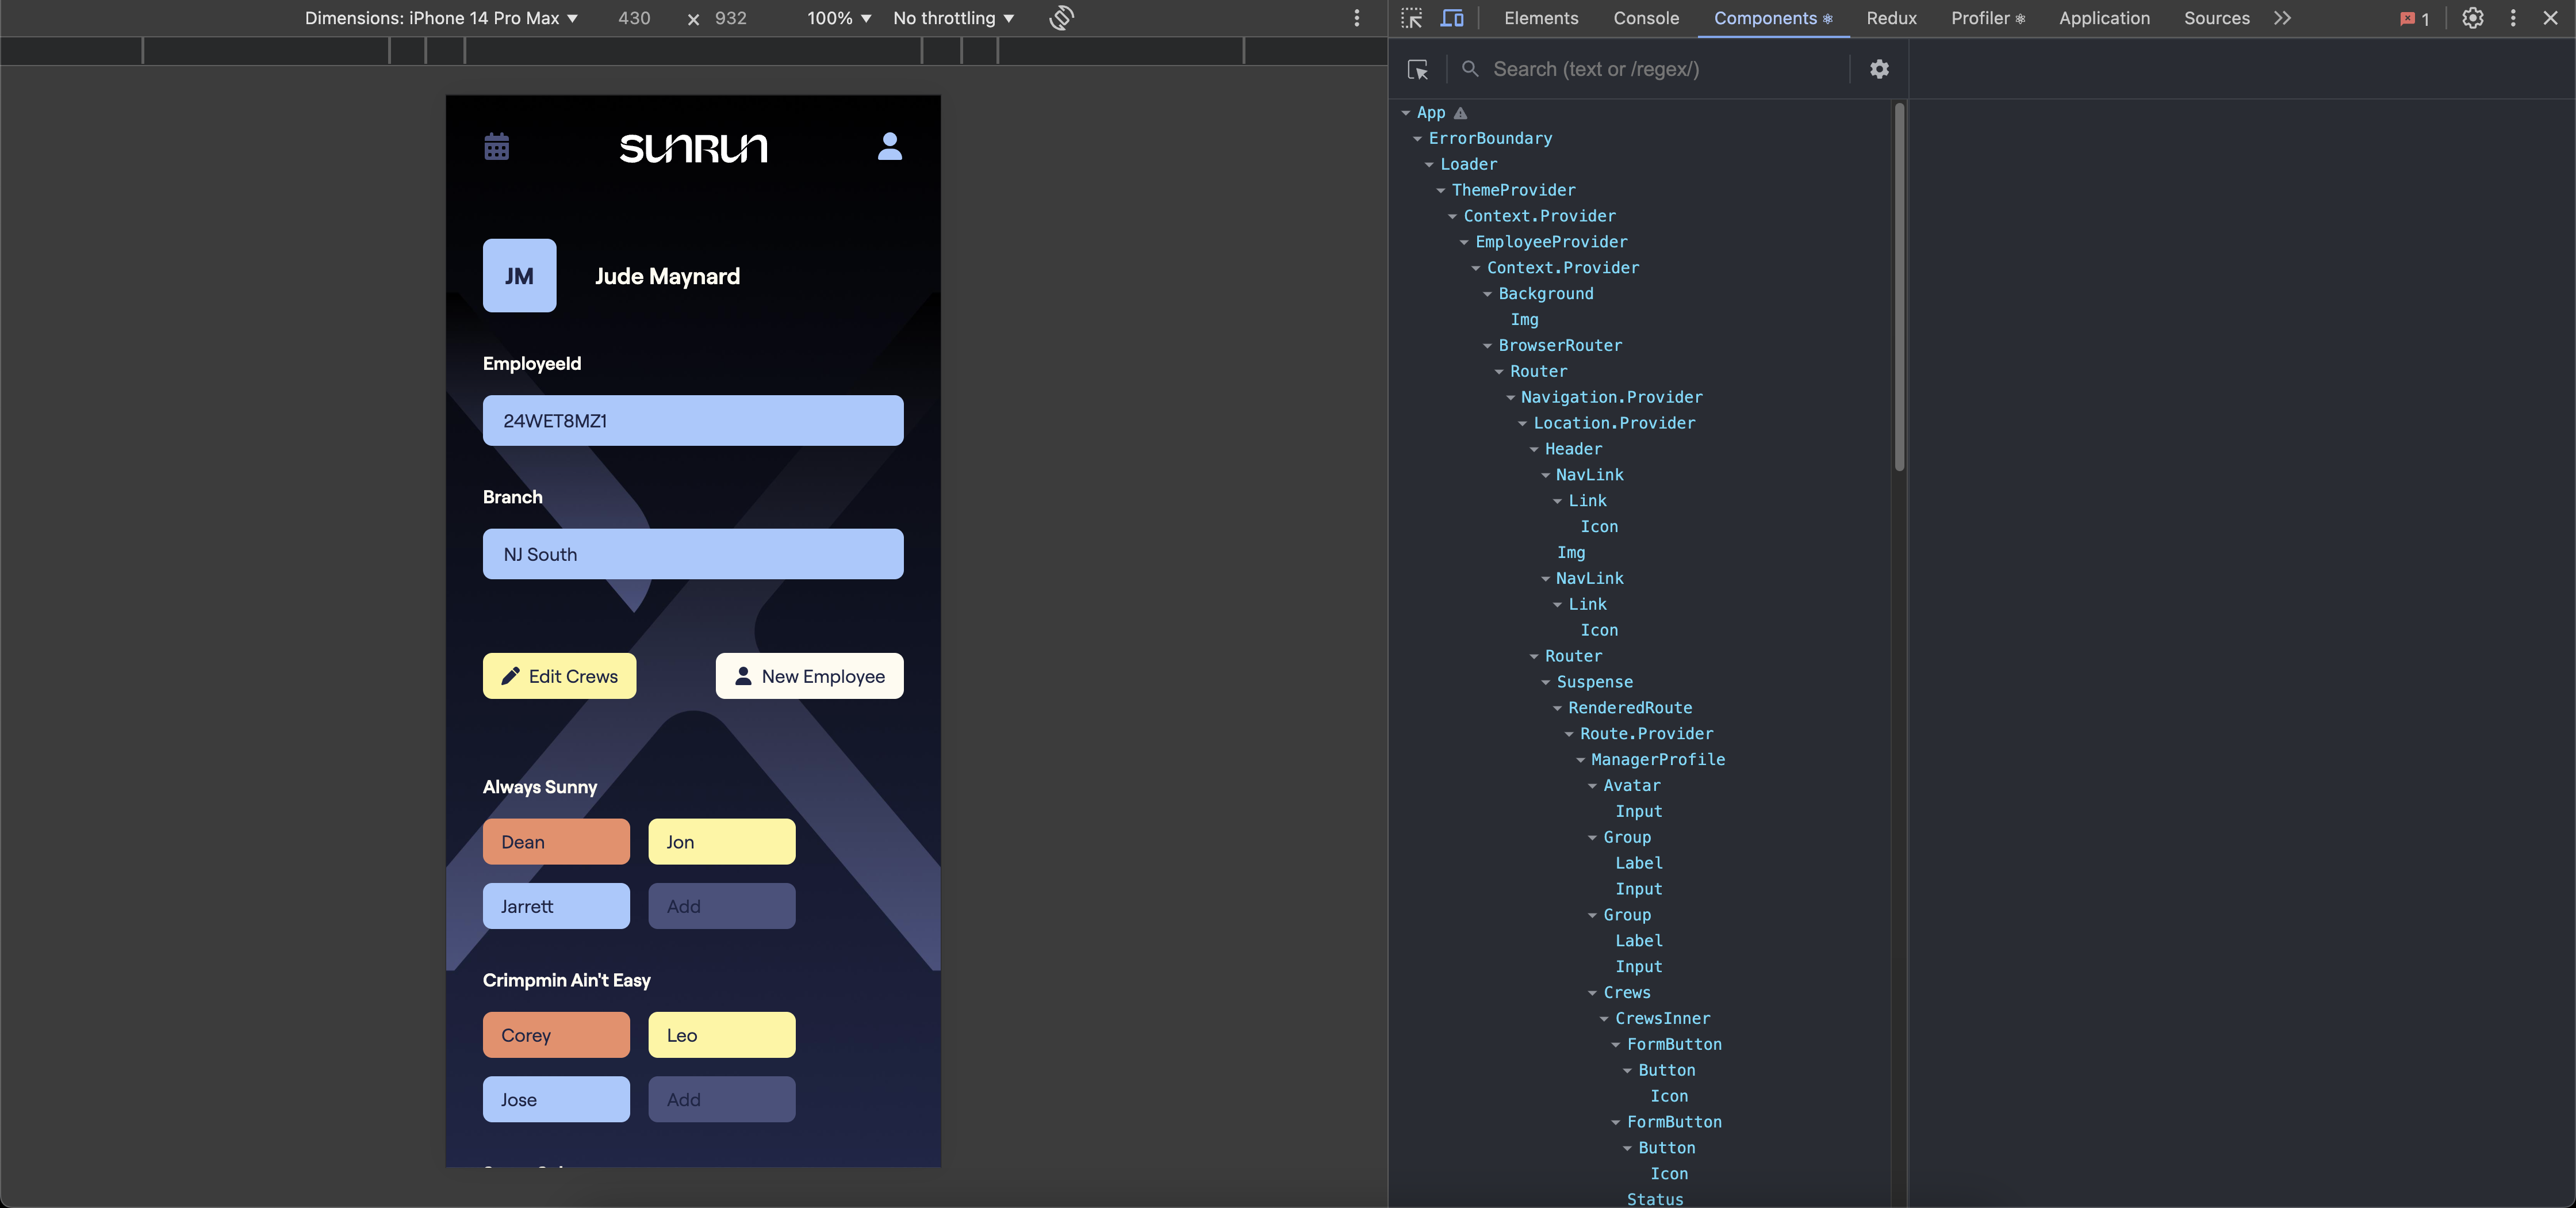 Dimensions: iPhone 14 Pro Max ▼ 430 × 932 100% ▼ No throttling ▼
SUNRUN
JM Jude Maynard
EmployeeId
24WET8MZ1
Branch
NJ South
Edit Crews New Employee
Always Sunny
Dean Jon
Jarrett Add
Crimpmin Ain't Easy
Corey Leo
Jose Add
Elements Console Components Redux Profiler Application Sources 1
Search (text or /regex/)
App
ErrorBoundary
Loader
ThemeProvider
Context.Provider
EmployeeProvider
Context.Provider
Background
Img
BrowserRouter
Router
Navigation.Provider
Location.Provider
Header
NavLink
Link
Icon
Img
NavLink
Link
Icon
Router
Suspense
RenderedRoute
Route.Provider
ManagerProfile
Avatar
Input
Group
Label
Input
Group
Label
Input
Crews
CrewsInner
FormButton
Button
Icon
FormButton
Button
Icon
Status